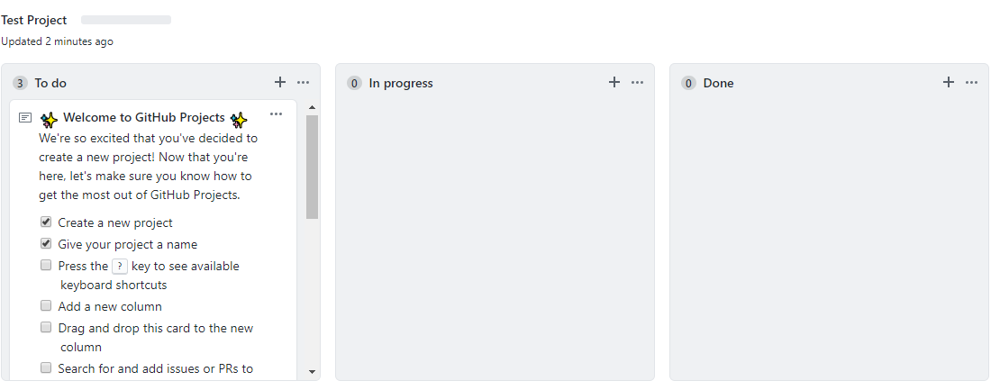 Test Project
Updated 2 minutes ago
3 To do
Welcome to GitHub Projects
We're so excited that you've decided to
create a new project! Now that you're
here, let's make sure you know how to
get the most out of GitHub Projects.
Create a new project
Give your project a name
Press the ? key to see available
keyboard shortcuts
Add a new column
Drag and drop this card to the new
column
Search for and add issues or PRs to
0 In progress
0 Done